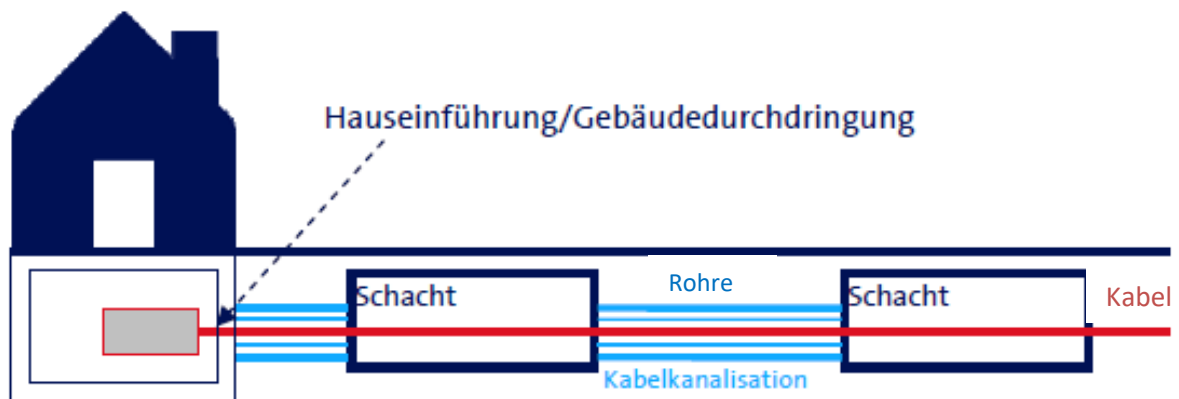 Hauseinführung/Gebäudedurchdringung
Schacht
Rohre
Schacht
Kabel
Kabelkanalisation